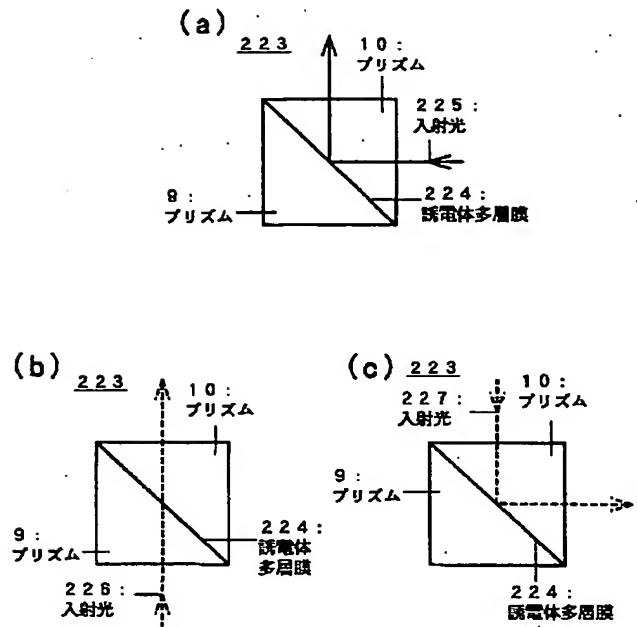 (a)
223
10:
プリズム
225:
入射光
9:
プリズム
224:
誘電体多層膜
(b)
223
10:
プリズム
9:
プリズム
224:
誘電体
多層膜
226:
入射光
(c)
223
227:
入射光
10:
プリズム
9:
プリズム
224:
誘電体多層膜